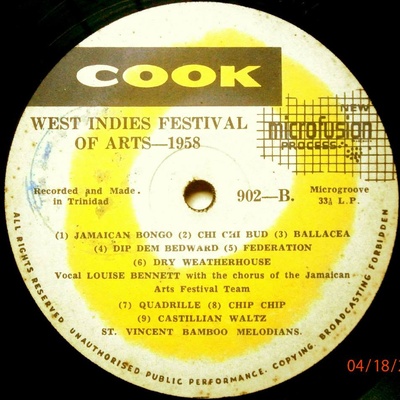 COOK
WEST INDIES FESTIVAL
OF ARTS—1958
NEW
microfusion
PROCESS
Recorded and Made
in Trinidad
902—B.
Microgroove
33⅓ L.P.
(1) JAMAICAN BONGO (2) CHI CHI BUD (3) BALLACEA
(4) DIP DEM BEDWARD (5) FEDERATION
(6) DRY WEATHERHOUSE
Vocal LOUISE BENNETT with the chorus of the Jamaican
Arts Festival Team
(7) QUADRILLE (8) CHIP CHIP
(9) CASTILLIAN WALTZ
ST. VINCENT BAMBOO MELODIANS.
ALL RIGHTS RESERVED UNAUTHORISED PUBLIC PERFORMANCE. COPYING. BROADCASTING FORBIDDEN
04/18/2